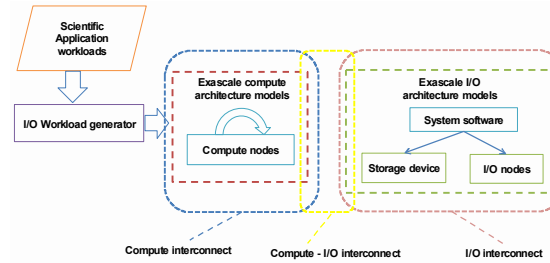 Scientific
Application
workloads
I/O Workload generator
Exascale compute
architecture models
Compute nodes
Exascale I/O
architecture models
System software
Storage device
I/O nodes
Compute interconnect
Compute - I/O interconnect
I/O interconnect